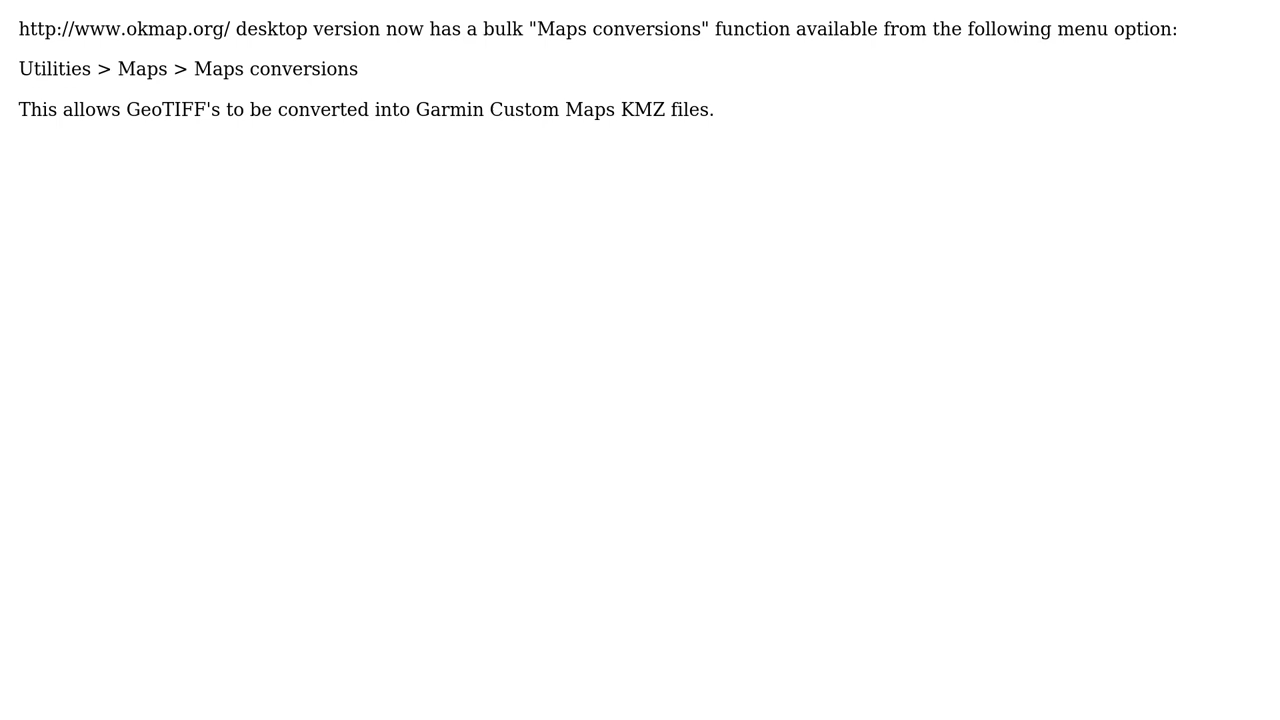 http://www.okmap.org/ desktop version now has a bulk "Maps conversions" function available from the following menu option:
Utilities > Maps > Maps conversions
This allows GeoTIFF's to be converted into Garmin Custom Maps KMZ files.